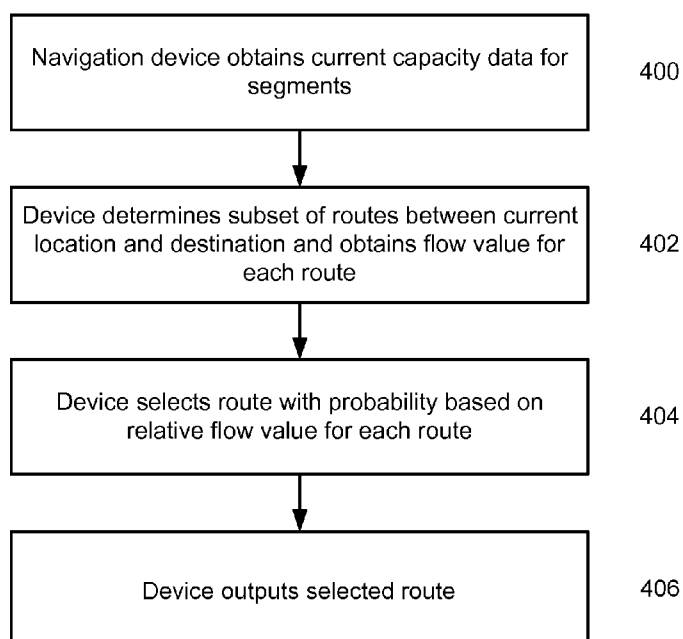 Navigation device obtains current capacity data for
segments
400
Device determines subset of routes between current
location and destination and obtains flow value for
each route
402
Device selects route with probability based on
relative flow value for each route
404
Device outputs selected route
406